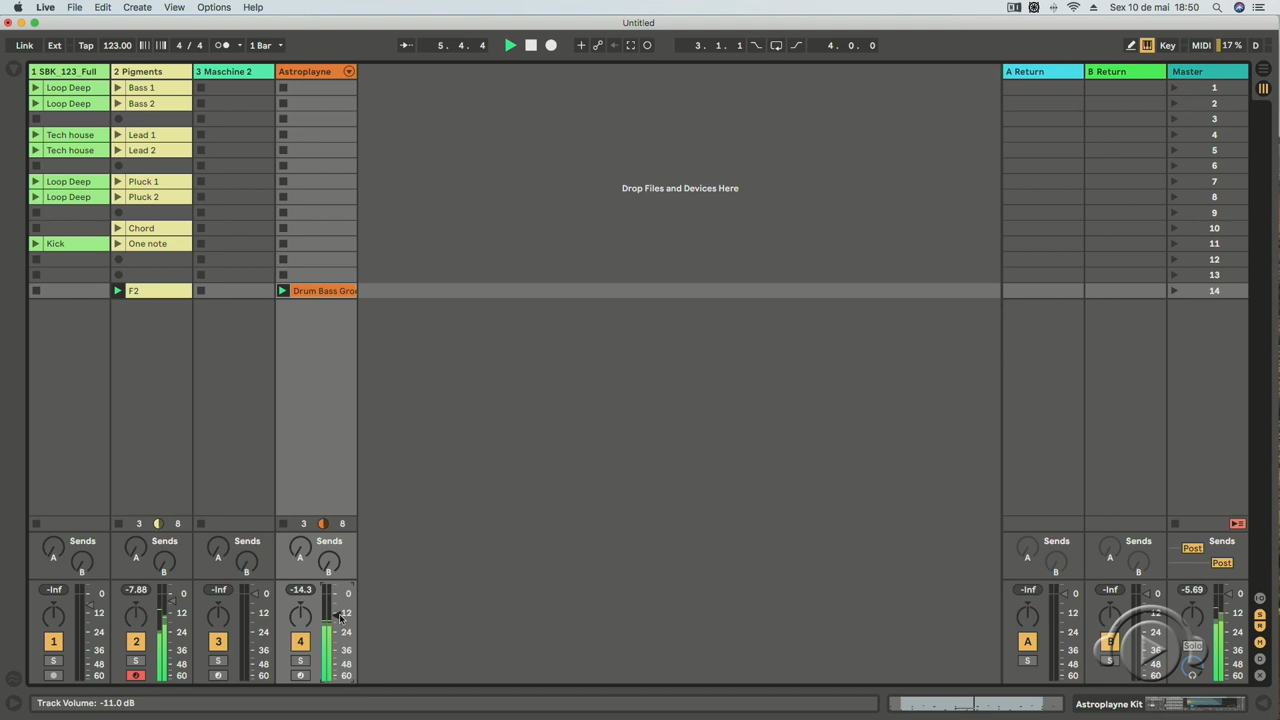 Live File Edit Create View Options Help Sex 10 de mai 18:50
Untitled
Link Ext Tap 123.00 4 / 4 1 Bar 5. 4. 4 3. 1. 1 4. 0. 0 Key MIDI 17 % D
1 SBK_123_Full 2 Pigments 3 Maschine 2 Astroplayne A Return B Return Master
Loop Deep Bass 1 1
Loop Deep Bass 2 2
3
Tech house Lead 1 4
Tech house Lead 2 5
6
Loop Deep Pluck 1 7
Drop Files and Devices Here
Loop Deep Pluck 2 8
9
Chord 10
Kick One note 11
12
13
F2 Drum Bass Groo 14
3 8 3 8
Sends Sends Sends Sends Sends Sends Sends
A A A A A A Post
B B B B B B Post
-Inf -7.88 -Inf -14.3 -Inf -Inf -5.69
0 0 0 0 0 0 0
12 12 12 12 12 12 12
24 24 24 24 24 24 24
1 2 3 4 A B Solo
36 36 36 36 36 36 36
S S S S S S
48 48 48 48 48 48 48
60 60 60 60 60 60 60
S
R
M
D
Track Volume: -11.0 dB Astroplayne Kit